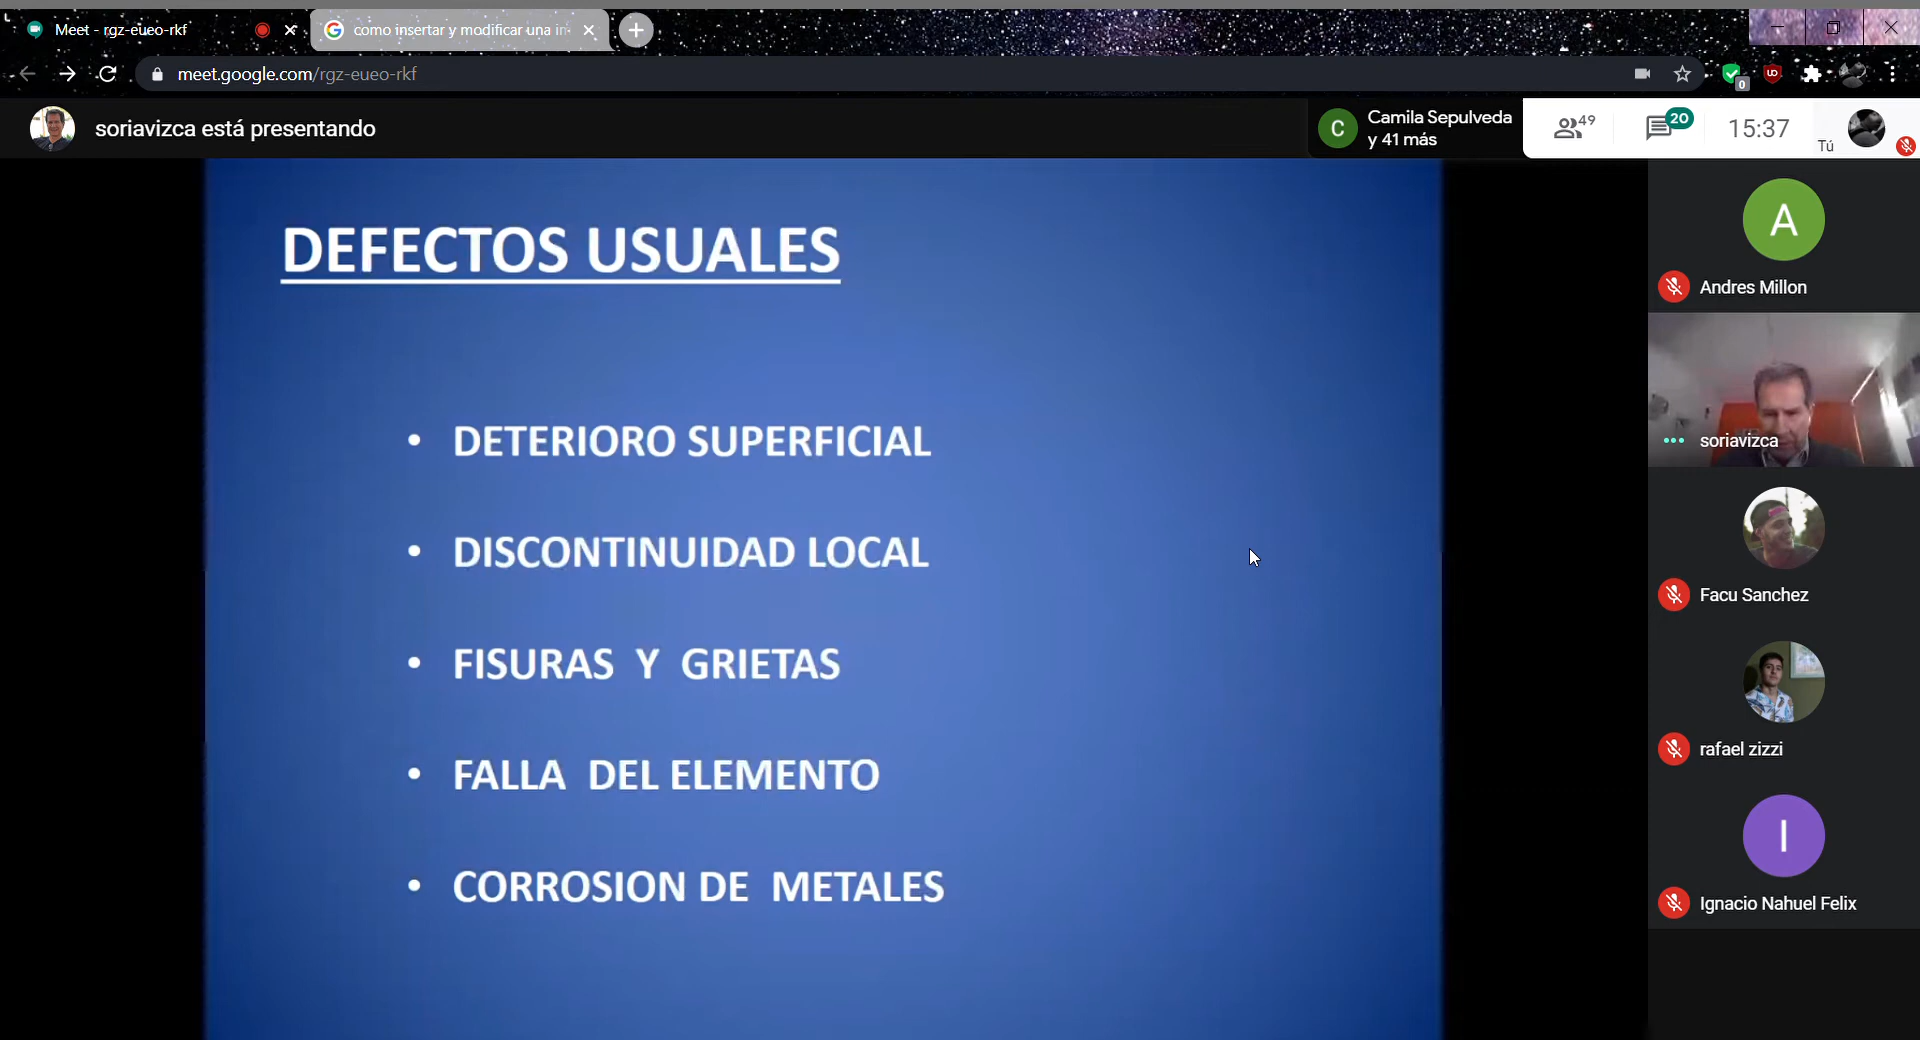 Meet - rgz-eueo-rkf
como insertar y modificar una im
meet.google.com/rgz-eueo-rkf
0
soriavizca está presentando
C
Camila Sepulveda
y 41 más
49
20
15:37
Tú
DEFECTOS USUALES
• DETERIORO SUPERFICIAL
• DISCONTINUIDAD LOCAL
• FISURAS Y GRIETAS
• FALLA DEL ELEMENTO
• CORROSION DE METALES
A
Andres Millon
soriavizca
Facu Sanchez
rafael zizzi
I
Ignacio Nahuel Felix